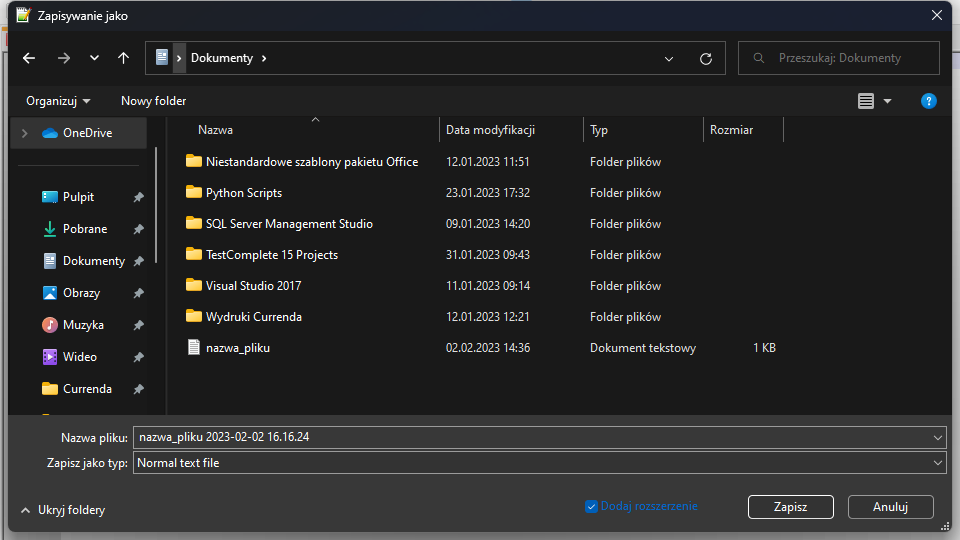 Zapisywanie jako
Dokumenty
Przeszukaj: Dokumenty
Organizuj Nowy folder
OneDrive
Pulpit
Pobrane
Dokumenty
Obrazy
Muzyka
Wideo
Currenda
Nazwa Data modyfikacji Typ Rozmiar
Niestandardowe szablony pakietu Office 12.01.2023 11:51 Folder plików
Python Scripts 23.01.2023 17:32 Folder plików
SQL Server Management Studio 09.01.2023 14:20 Folder plików
TestComplete 15 Projects 31.01.2023 09:43 Folder plików
Visual Studio 2017 11.01.2023 09:14 Folder plików
Wydruki Currenda 12.01.2023 12:21 Folder plików
nazwa_pliku 02.02.2023 14:36 Dokument tekstowy 1 KB
Nazwa pliku: nazwa_pliku 2023-02-02 16.16.24
Zapisz jako typ: Normal text file
Ukryj foldery
Dodaj rozszerzenie
Zapisz
Anuluj